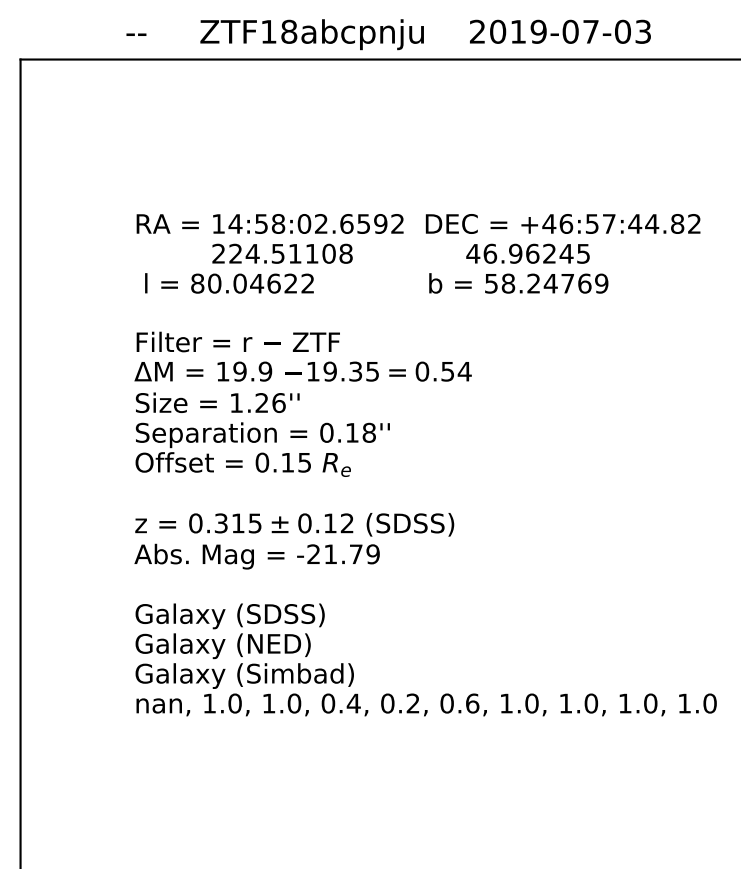 -- ZTF18abcpnju 2019-07-03
RA = 14:58:02.6592 DEC = +46:57:44.82
224.51108 46.96245
l = 80.04622 b = 58.24769
Filter = r − ZTF
ΔM = 19.9 −19.35 = 0.54
Size = 1.26''
Separation = 0.18''
Offset = 0.15 Rₑ
z = 0.315 ± 0.12 (SDSS)
Abs. Mag = -21.79
Galaxy (SDSS)
Galaxy (NED)
Galaxy (Simbad)
nan, 1.0, 1.0, 0.4, 0.2, 0.6, 1.0, 1.0, 1.0, 1.0